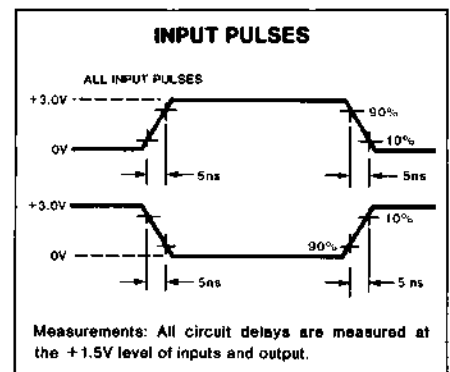 INPUT PULSES
ALL INPUT PULSES
+3.0V
90%
0V
10%
5ns
5ns
+3.0V
10%
90%
0V
5ns
5 ns
Measurements: All circuit delays are measured at
the +1.5V level of inputs and output.